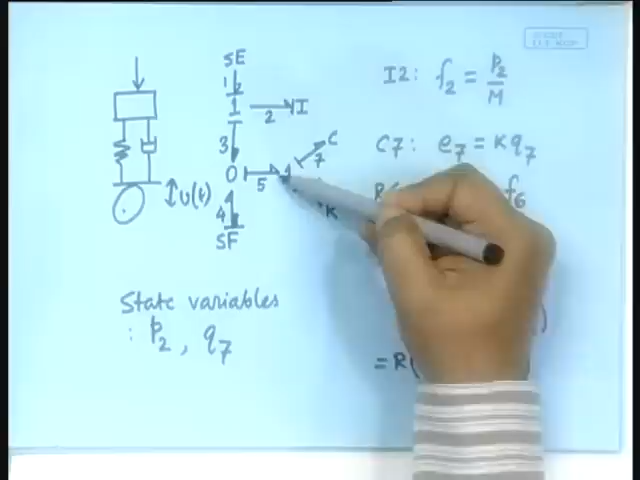 SE
1
1
2
I
3
0
5
1
7
C
R
4
SF
U(t)
I2: f₂ = p₂/M
C7: e₇ = Kq₇
f₆
= R(
State variables
: p₂, q₇